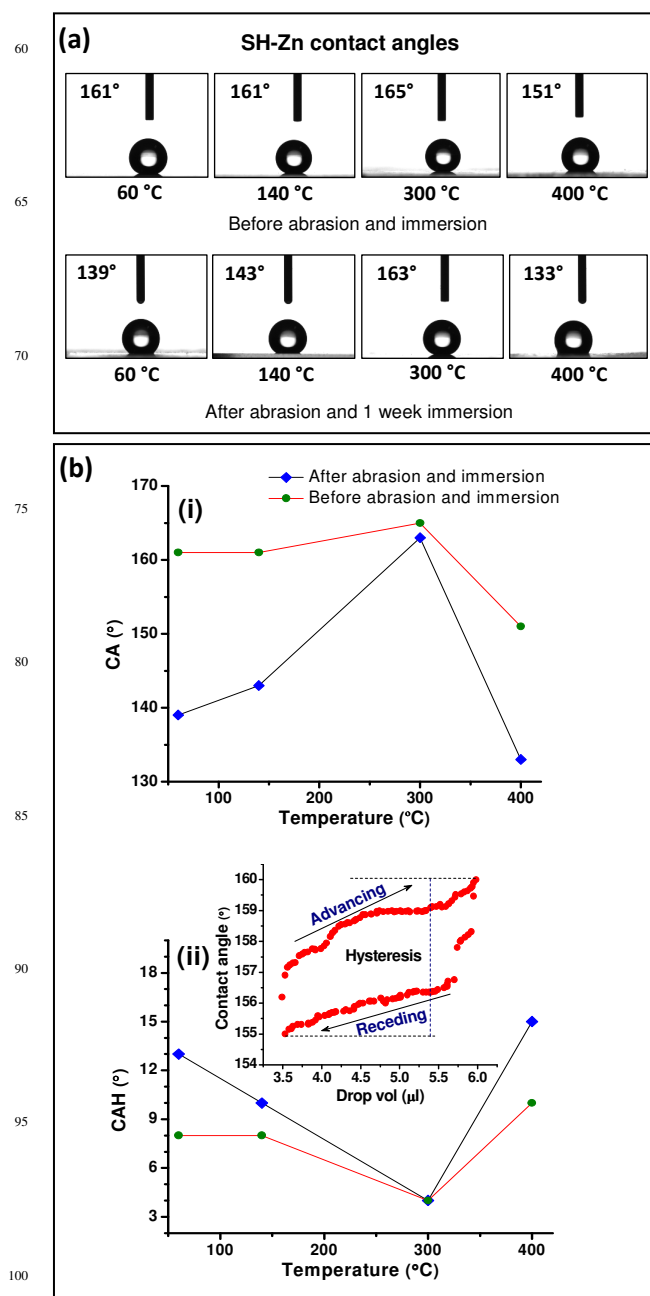 60
(a)
SH-Zn contact angles
161° 161° 165° 151°
60 °C 140 °C 300 °C 400 °C
65
Before abrasion and immersion
139° 143° 163° 133°
60 °C 140 °C 300 °C 400 °C
70
After abrasion and 1 week immersion
(b)
After abrasion and immersion
Before abrasion and immersion
75
(i)
170
160
150
140
130
CA (°)
80
100 200 300 400
Temperature (°C)
85
(ii)
160
159
158
157
156
155
154
Contact angle (°)
Advancing
Hysteresis
Receding
3.5 4.0 4.5 5.0 5.5 6.0
Drop vol (µl)
90
18
15
12
9
6
3
CAH (°)
95
100 200 300 400
Temperature (°C)
100